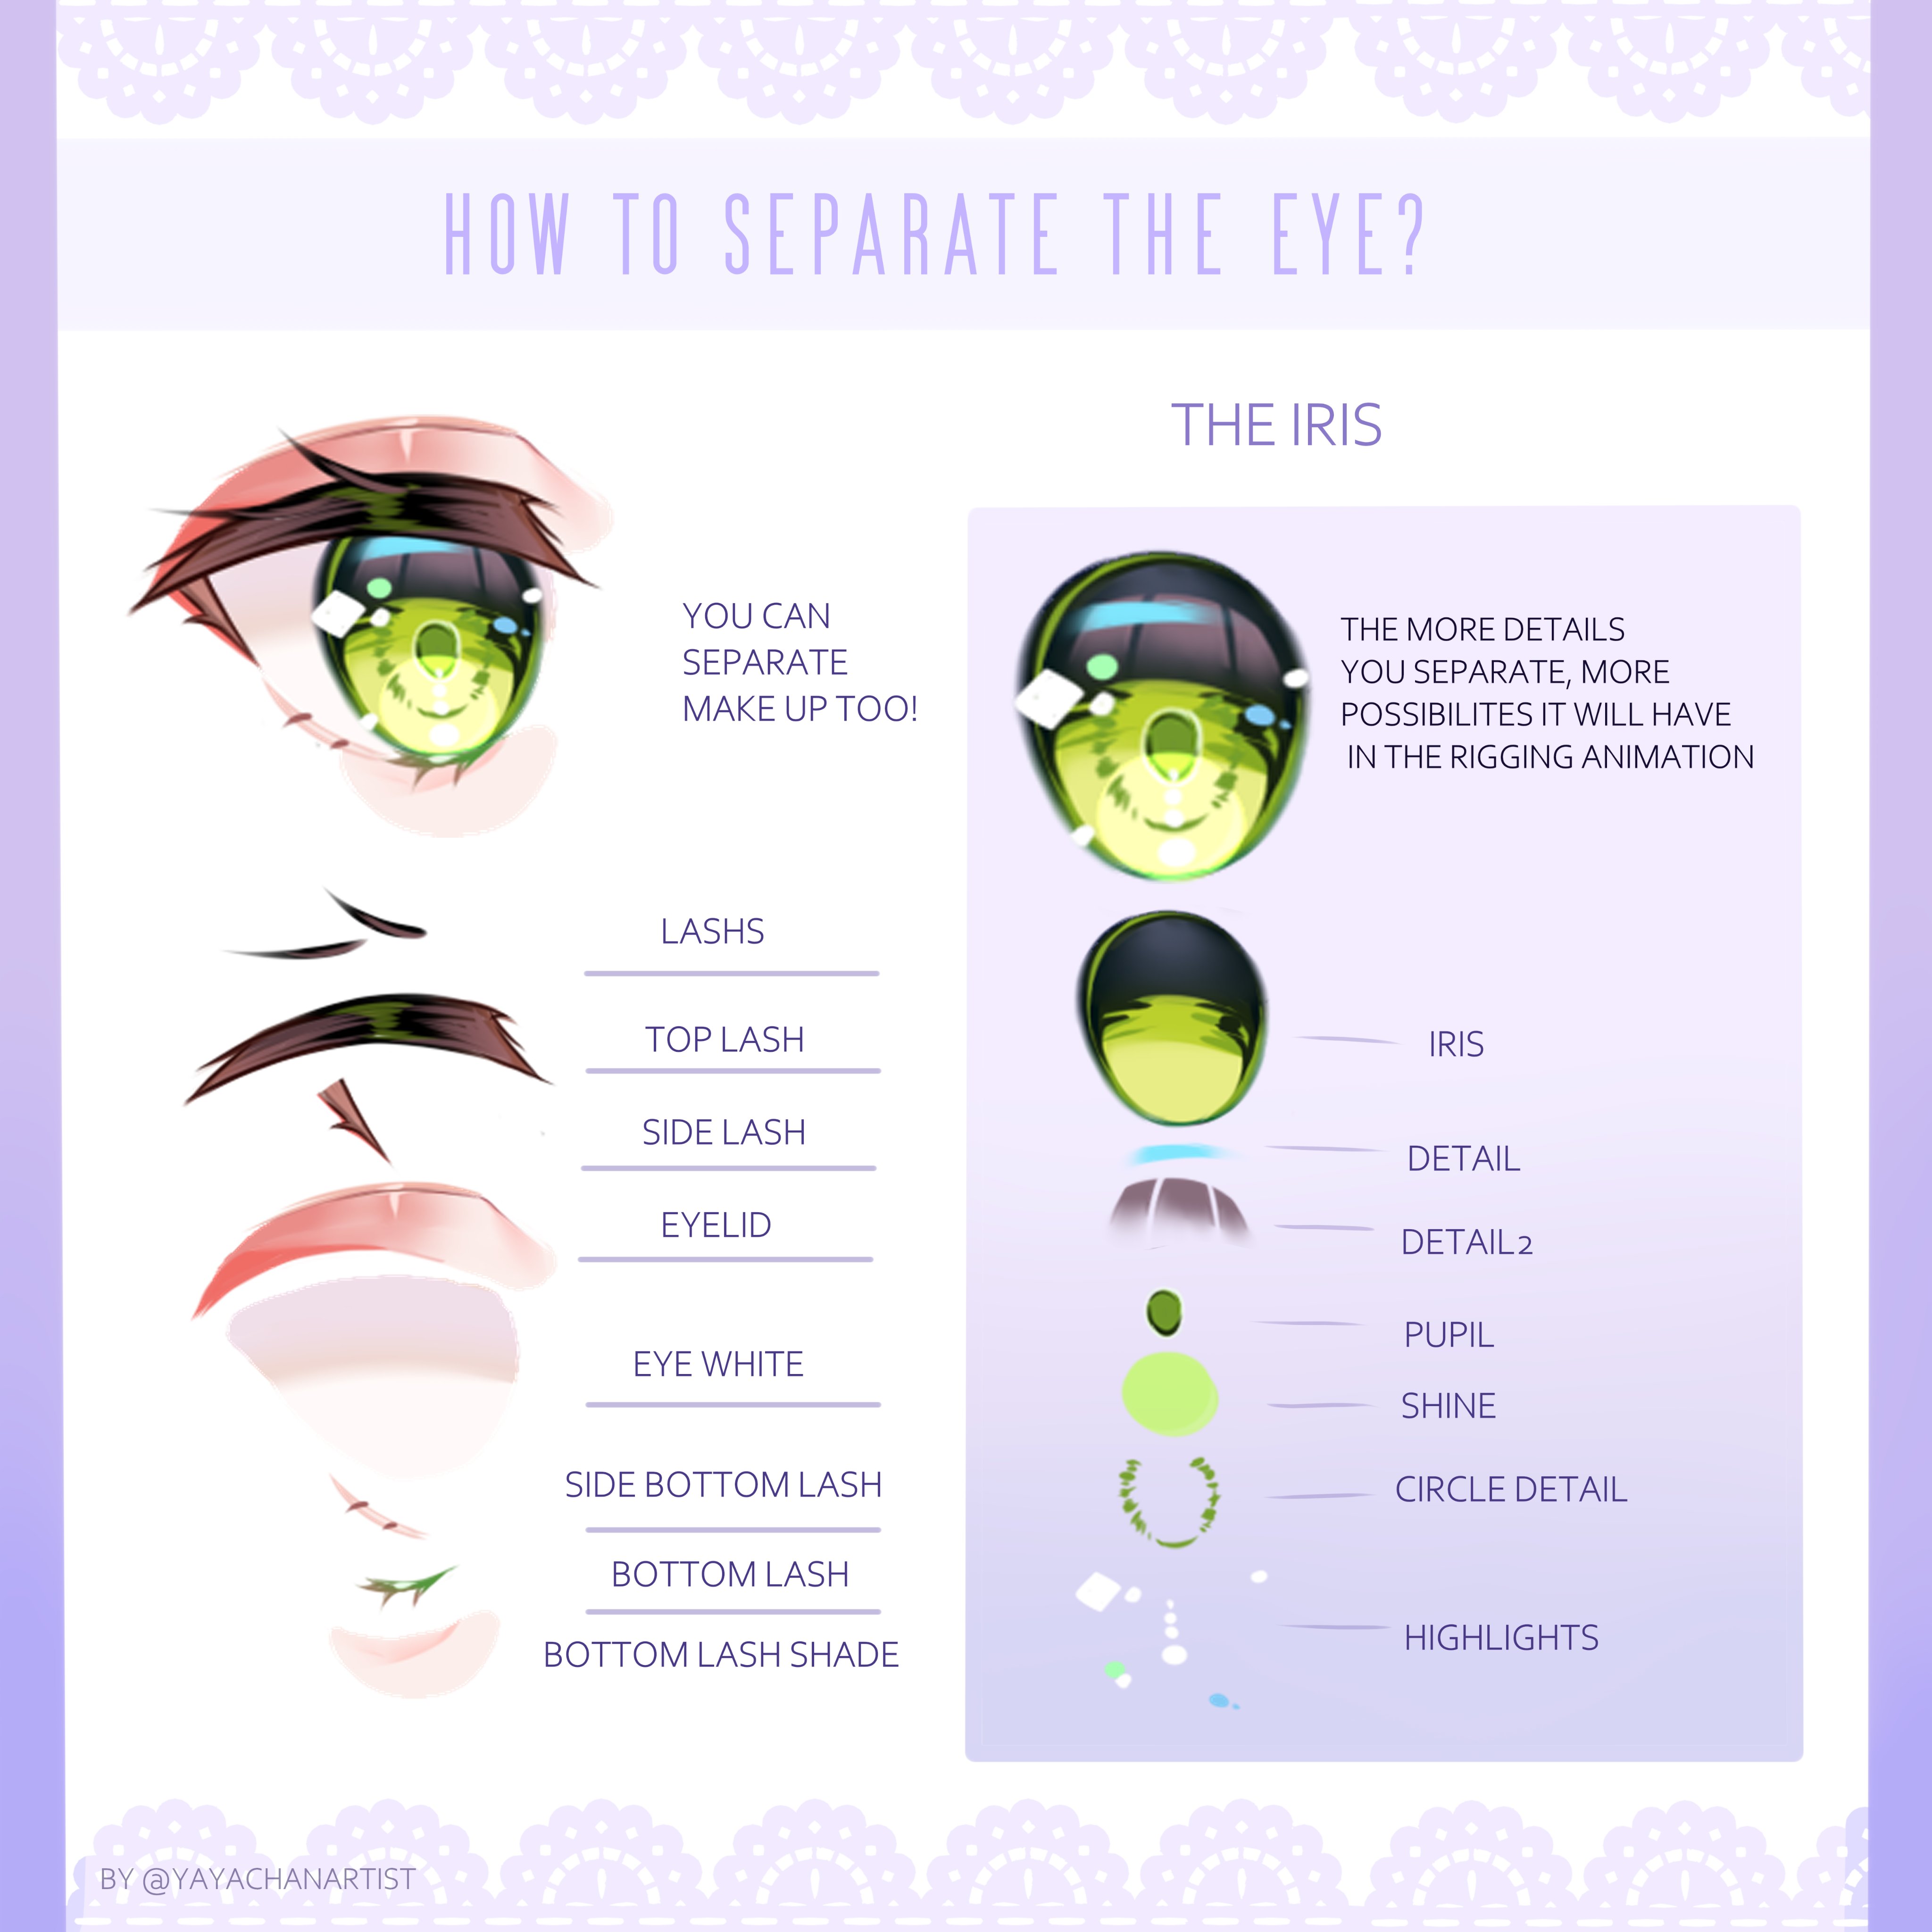 HOW TO SEPARATE THE EYE?
YOU CAN
SEPARATE
MAKE UP TOO!
LASHS
TOP LASH
SIDE LASH
EYELID
EYE WHITE
SIDE BOTTOM LASH
BOTTOM LASH
BOTTOM LASH SHADE
THE IRIS
THE MORE DETAILS
YOU SEPARATE, MORE
POSSIBILITES IT WILL HAVE
IN THE RIGGING ANIMATION
IRIS
DETAIL
DETAIL2
PUPIL
SHINE
CIRCLE DETAIL
HIGHLIGHTS
BY @YAYACHANARTIST